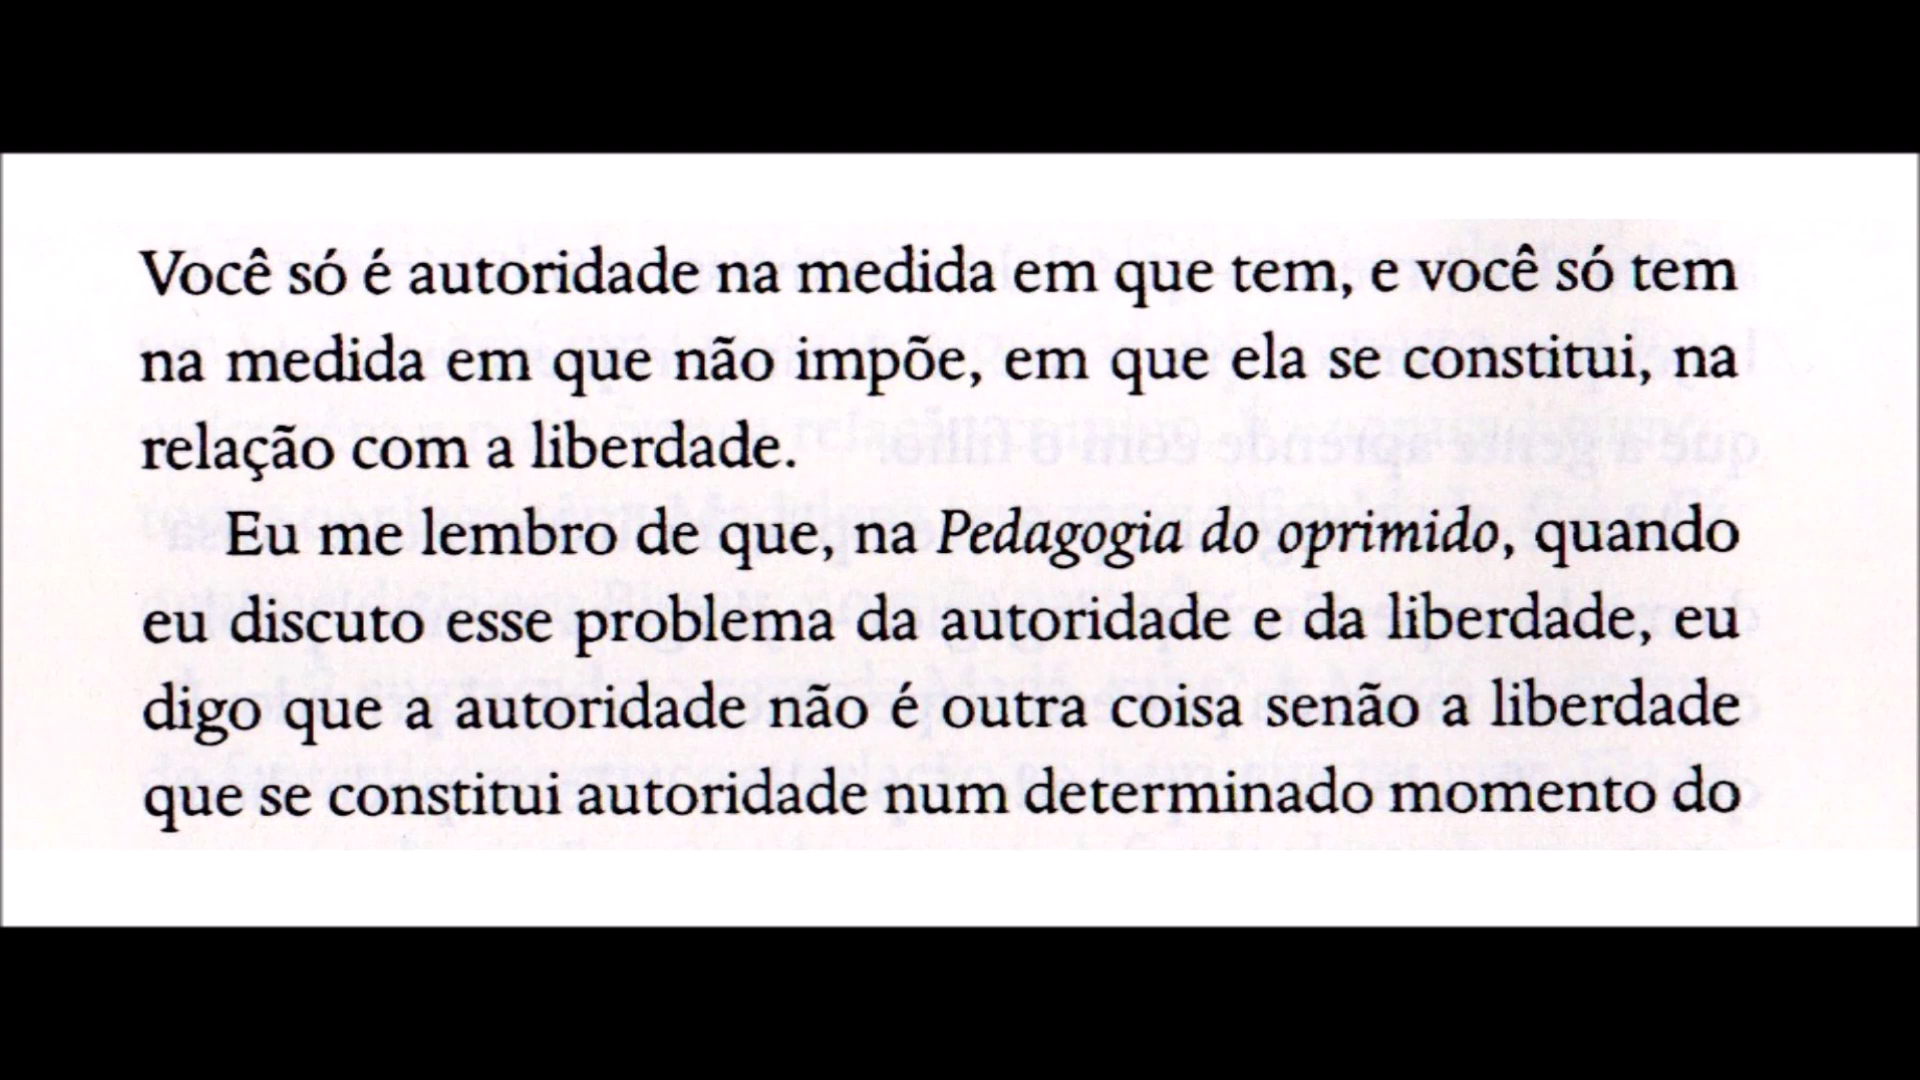 Você só é autoridade na medida em que tem, e você só tem
na medida em que não impõe, em que ela se constitui, na
relação com a liberdade.
Eu me lembro de que, na Pedagogia do oprimido, quando
eu discuto esse problema da autoridade e da liberdade, eu
digo que a autoridade não é outra coisa senão a liberdade
que se constitui autoridade num determinado momento do